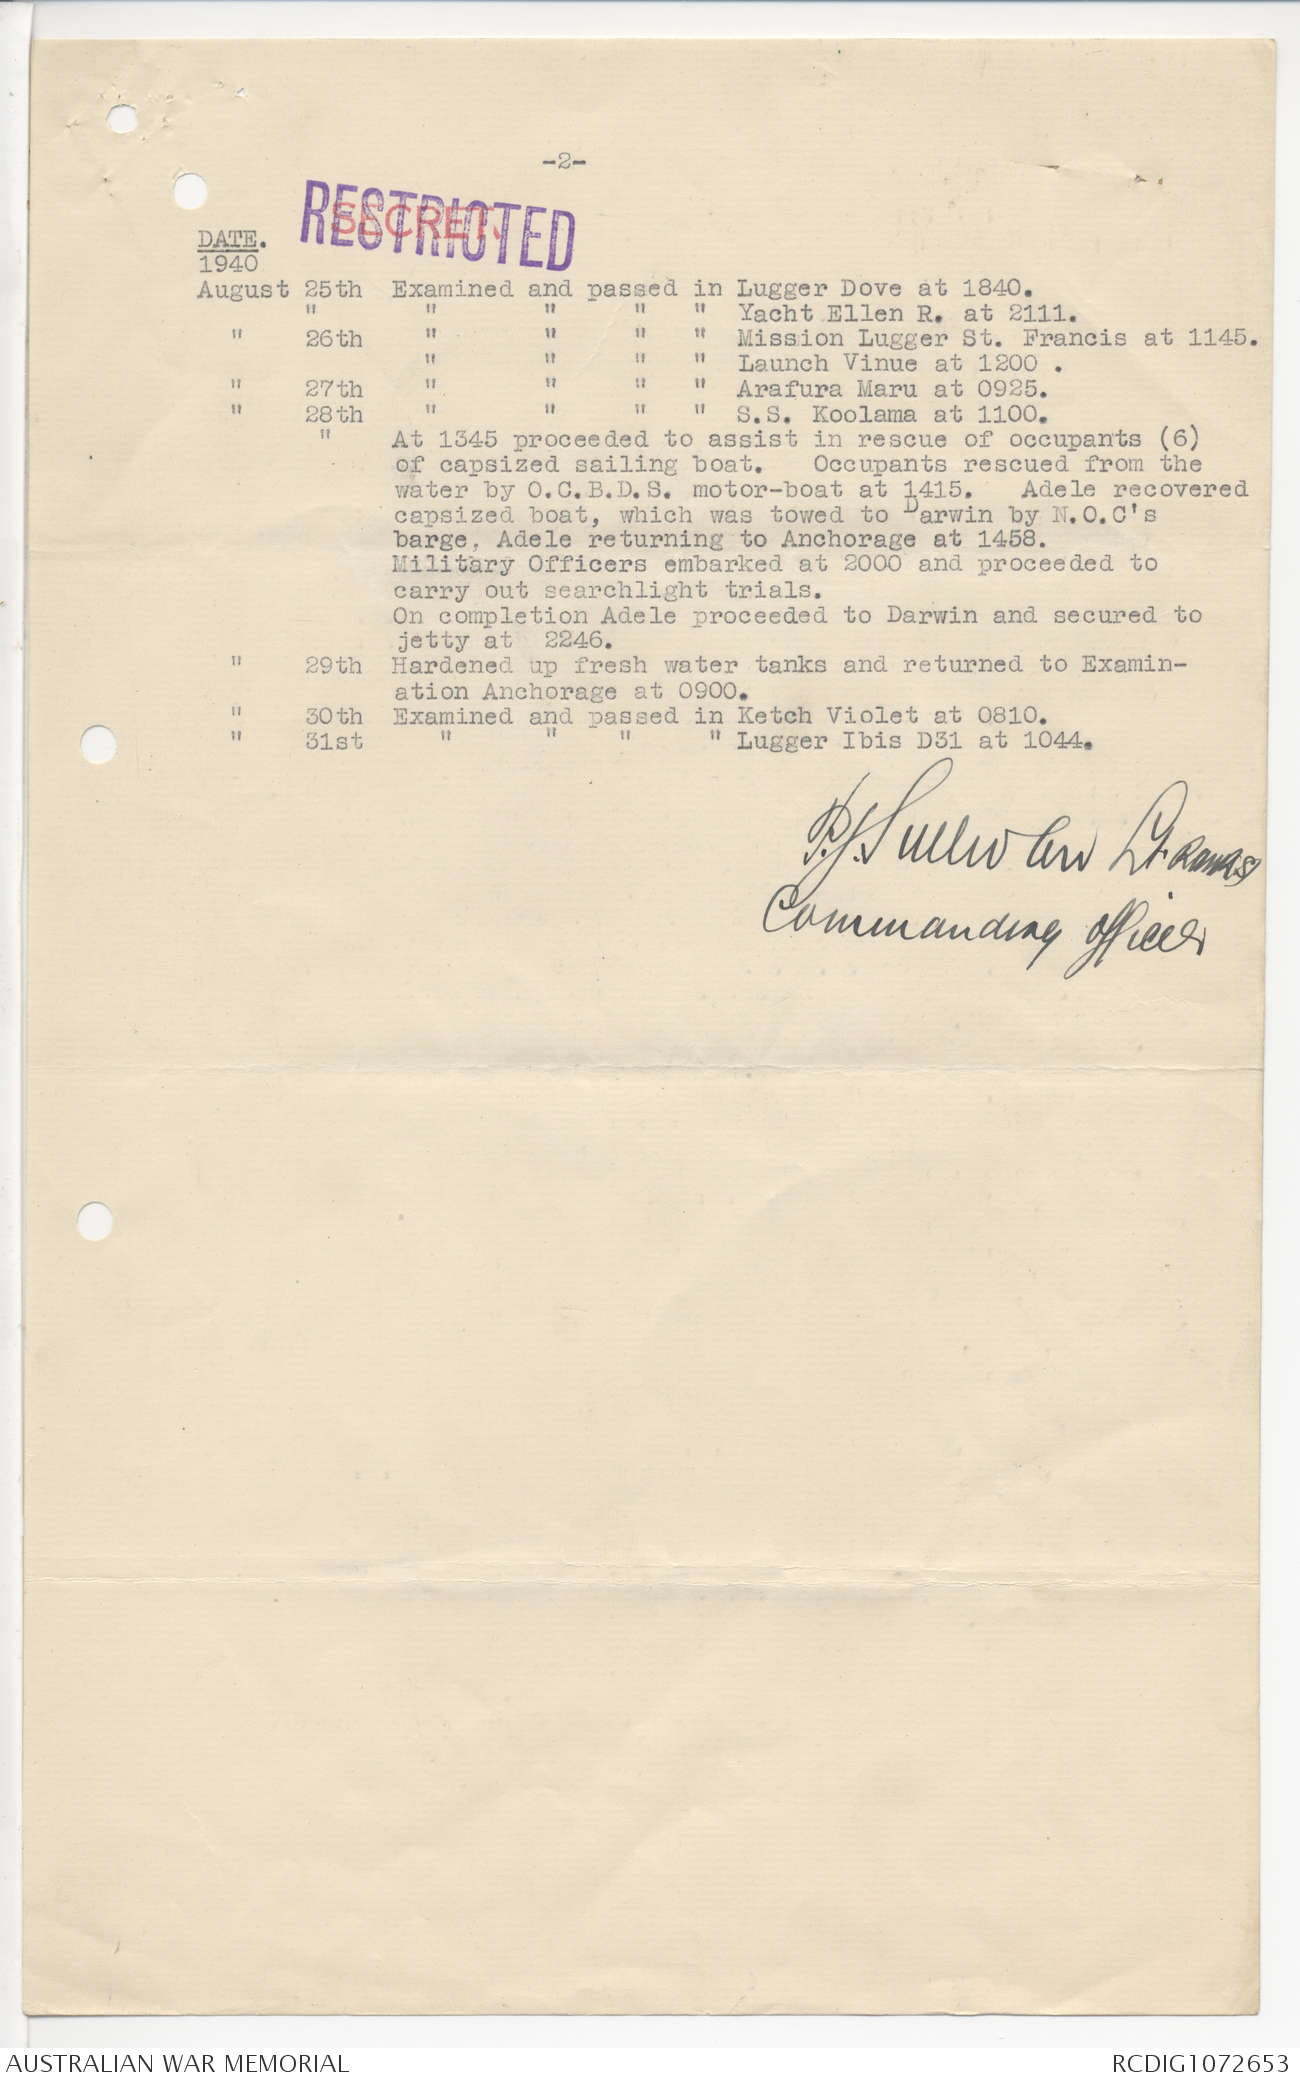 -2-
RESTRICTED
SECRET.
DATE.
1940
August 25th Examined and passed in Lugger Dove at 1840.
" " " " " Yacht Ellen R. at 2111.
" 26th " " " " Mission Lugger St. Francis at 1145.
" " " " Launch Vinue at 1200 .
" 27th " " " " Arafura Maru at 0925.
" 28th " " " " S.S. Koolama at 1100.
" At 1345 proceeded to assist in rescue of occupants (6)
of capsized sailing boat. Occupants rescued from the
water by O.C.B.D.S. motor-boat at 1415. Adele recovered
capsized boat, which was towed to Darwin by N.O.C's
barge, Adele returning to Anchorage at 1458.
Military Officers embarked at 2000 and proceeded to
carry out searchlight trials.
On completion Adele proceeded to Darwin and secured to
jetty at 2246.
" 29th Hardened up fresh water tanks and returned to Examin-
ation Anchorage at 0900.
" 30th Examined and passed in Ketch Violet at 0810.
" 31st " " " " Lugger Ibis D31 at 1044.
P.J. Sullivan Lt. RANR(S)
Commanding Officer
AUSTRALIAN WAR MEMORIAL
RCDIG1072653